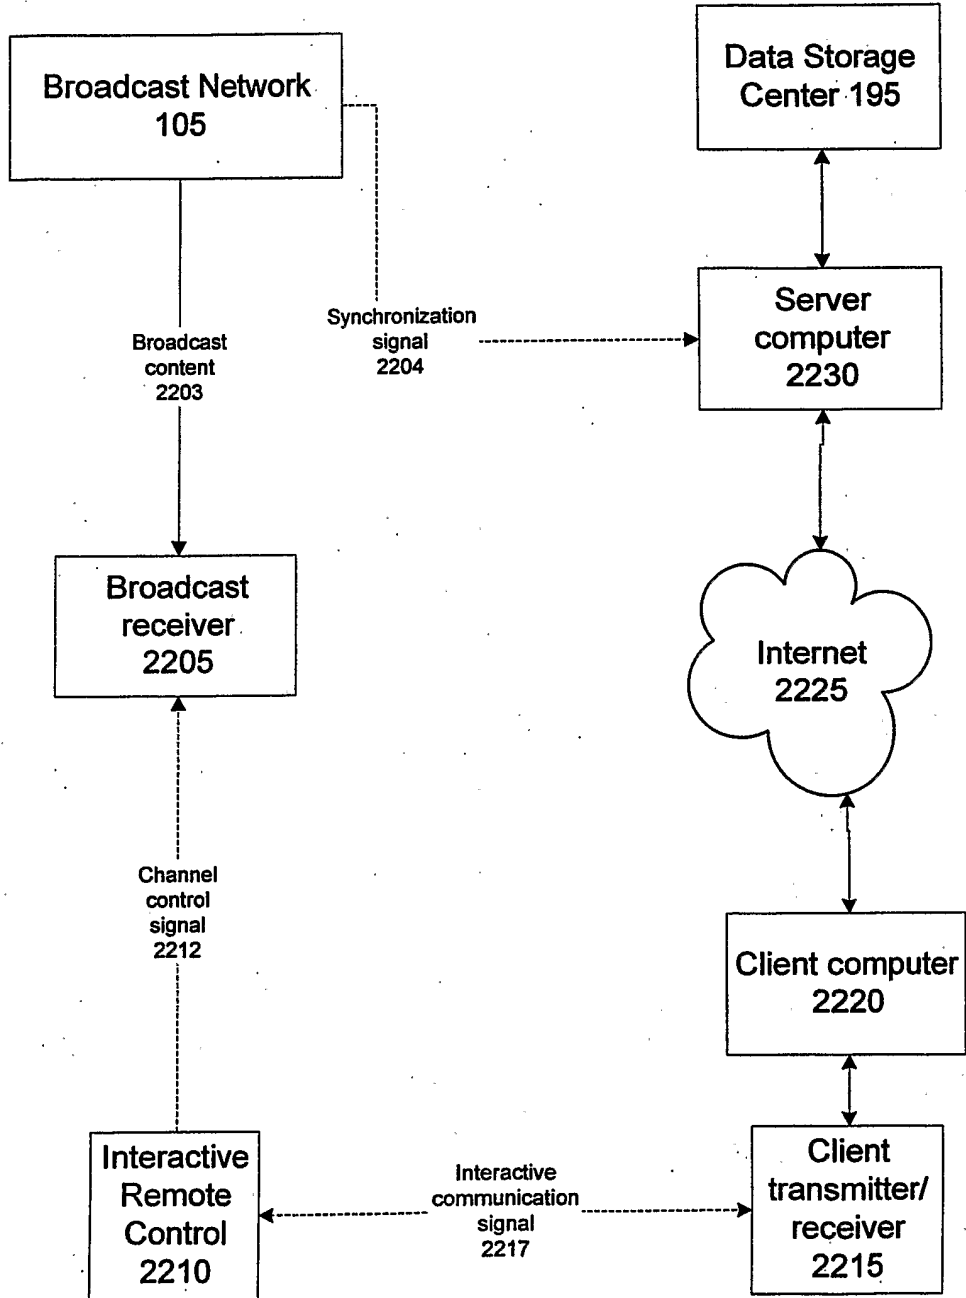 Broadcast Network
105
Data Storage
Center 195
Synchronization
signal
2204
Server
computer
2230
Broadcast
content
2203
Broadcast
receiver
2205
Internet
2225
Channel
control
signal
2212
Client computer
2220
Interactive
Remote
Control
2210
Interactive
communication
signal
2217
Client
transmitter/
receiver
2215